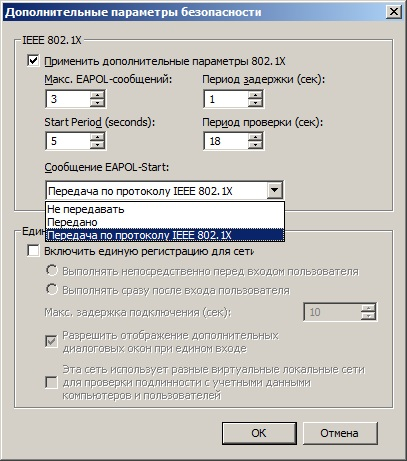 Дополнительные параметры безопасности
IEEE 802.1X
Применить дополнительные параметры 802.1X
Макс. EAPOL-сообщений: Период задержки (сек):
3 1
Start Period (seconds): Период проверки (сек):
5 18
Сообщение EAPOL-Start:
Передача по протоколу IEEE 802.1X
Не передавать
Передано
Передача по протоколу IEEE 802.1X
Един
Включить единую регистрацию для сети
Выполнять непосредственно перед входом пользователя
Выполнять сразу после входа пользователя
Макс. задержка подключения (сек): 10
Разрешить отображение дополнительных
диалоговых окон при едином входе
Эта сеть использует разные виртуальные локальные сети
для проверки подлинности с учетными данными
компьютеров и пользователей
OK Отмена